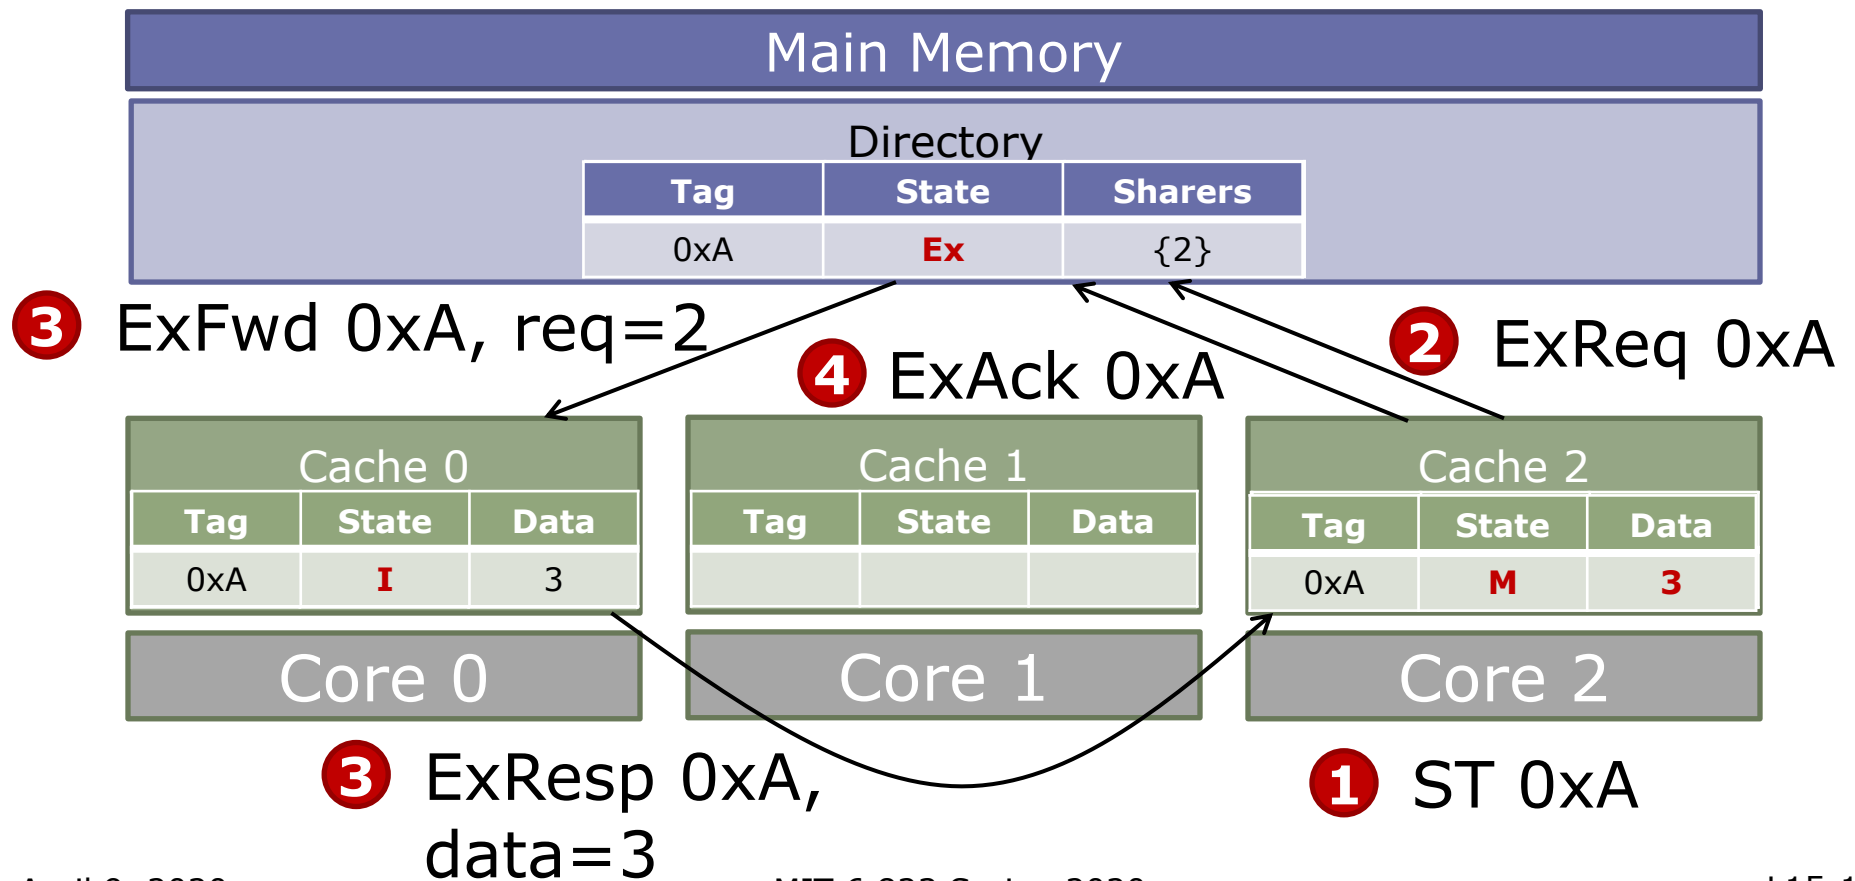 Main Memory
Directory
Tag State Sharers
0xA Ex {2}
3 ExFwd 0xA, req=2
4 ExAck 0xA
2 ExReq 0xA
Cache 0
Tag State Data
0xA I 3
Core 0
Cache 1
Tag State Data
Core 1
Cache 2
Tag State Data
0xA M 3
Core 2
3 ExResp 0xA,
data=3
1 ST 0xA